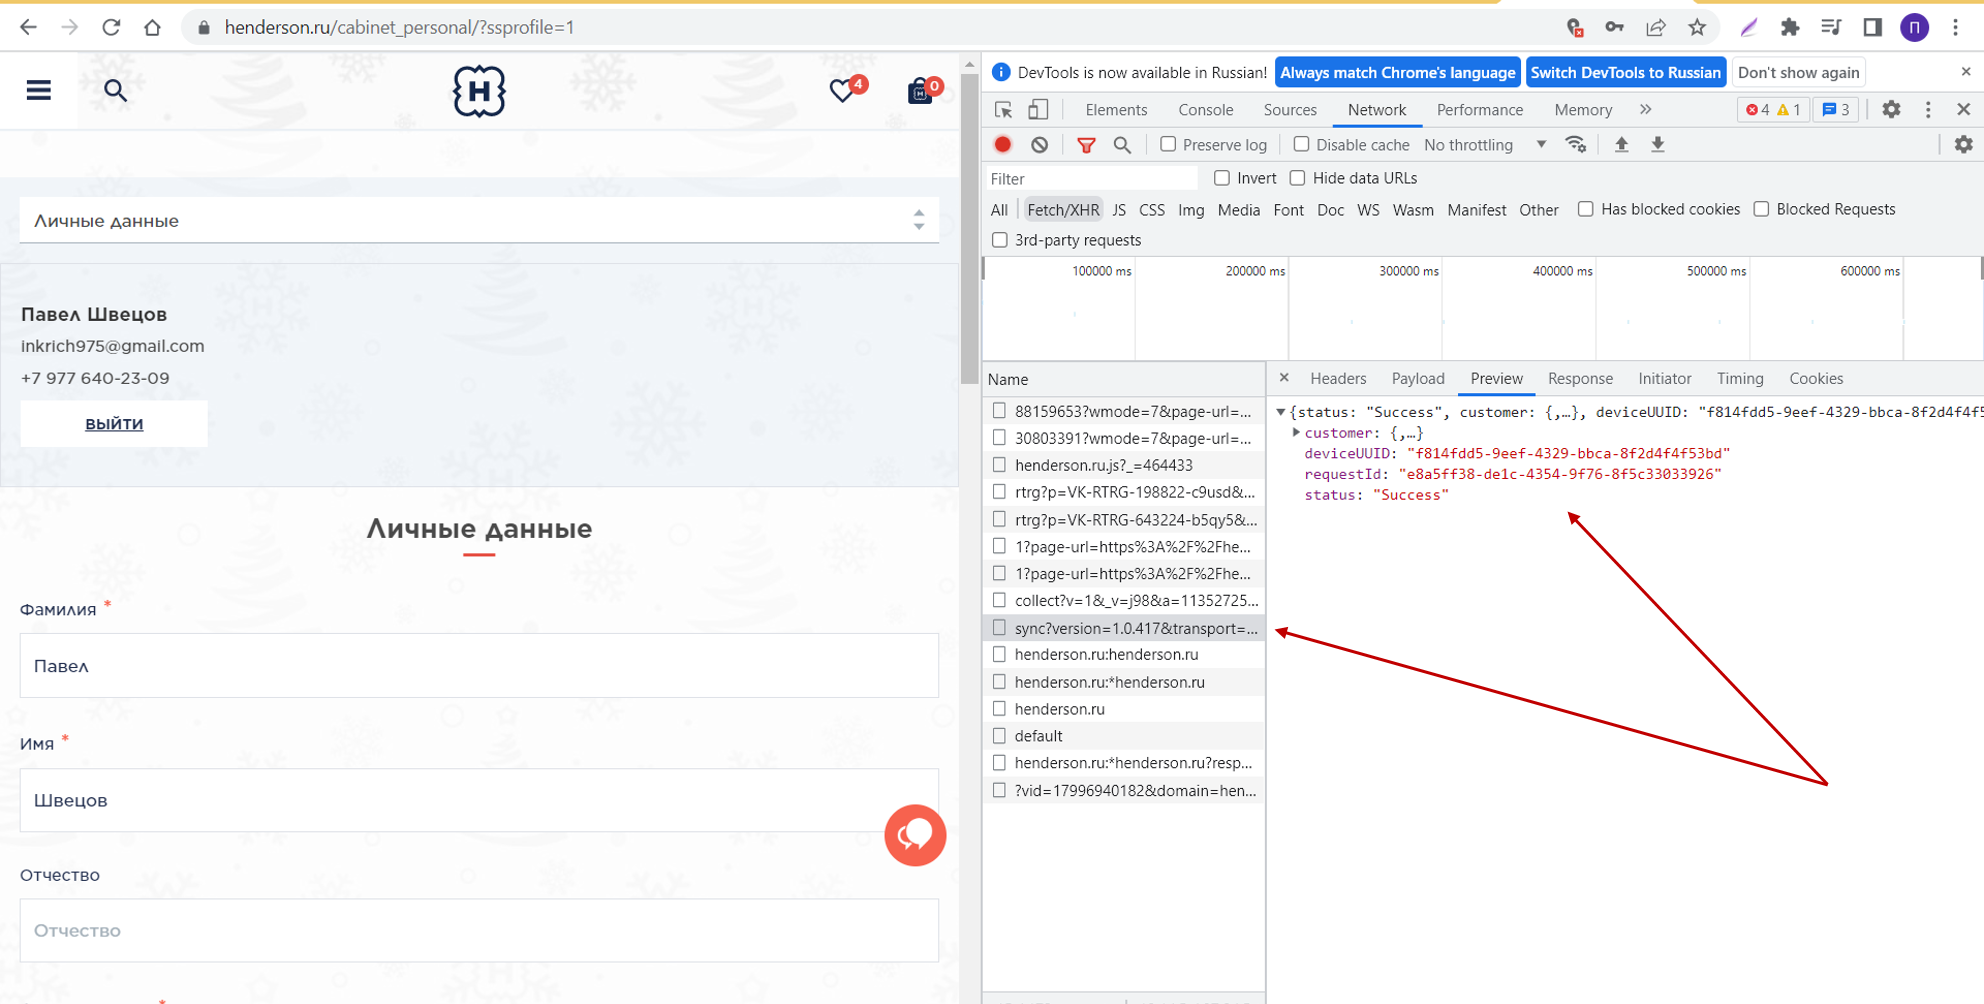 henderson.ru/cabinet_personal/?ssprofile=1
П
DevTools is now available in Russian!
Always match Chrome's language
Switch DevTools to Russian
Don't show again
H
4
0
Elements
Console
Sources
Network
Performance
Memory
4
1
3
Preserve log
Disable cache
No throttling
Filter
Invert
Hide data URLs
All
Fetch/XHR
JS
CSS
Img
Media
Font
Doc
WS
Wasm
Manifest
Other
Has blocked cookies
Blocked Requests
3rd-party requests
100000 ms
200000 ms
300000 ms
400000 ms
500000 ms
600000 ms
Личные данные
Павел Швецов
inkrich975@gmail.com
+7 977 640-23-09
ВЫЙТИ
Личные данные
Фамилия *
Павел
Имя *
Швецов
Отчество
Отчество
*
Name
88159653?wmode=7&page-url=...
30803391?wmode=7&page-url=...
henderson.ru.js?_=464433
rtrg?p=VK-RTRG-198822-c9usd&...
rtrg?p=VK-RTRG-643224-b5qy5&...
1?page-url=https%3A%2F%2Fhe...
1?page-url=https%3A%2F%2Fhe...
collect?v=1&_v=j98&a=11352725...
sync?version=1.0.417&transport=...
henderson.ru:henderson.ru
henderson.ru:*henderson.ru
henderson.ru
default
henderson.ru:*henderson.ru?resp...
?vid=17996940182&domain=hen...
Headers
Payload
Preview
Response
Initiator
Timing
Cookies
{status: "Success", customer: {,…}, deviceUUID: "f814fdd5-9eef-4329-bbca-8f2d4f4f5
customer: {,…}
deviceUUID: "f814fdd5-9eef-4329-bbca-8f2d4f4f53bd"
requestId: "e8a5ff38-de1c-4354-9f76-8f5c33033926"
status: "Success"